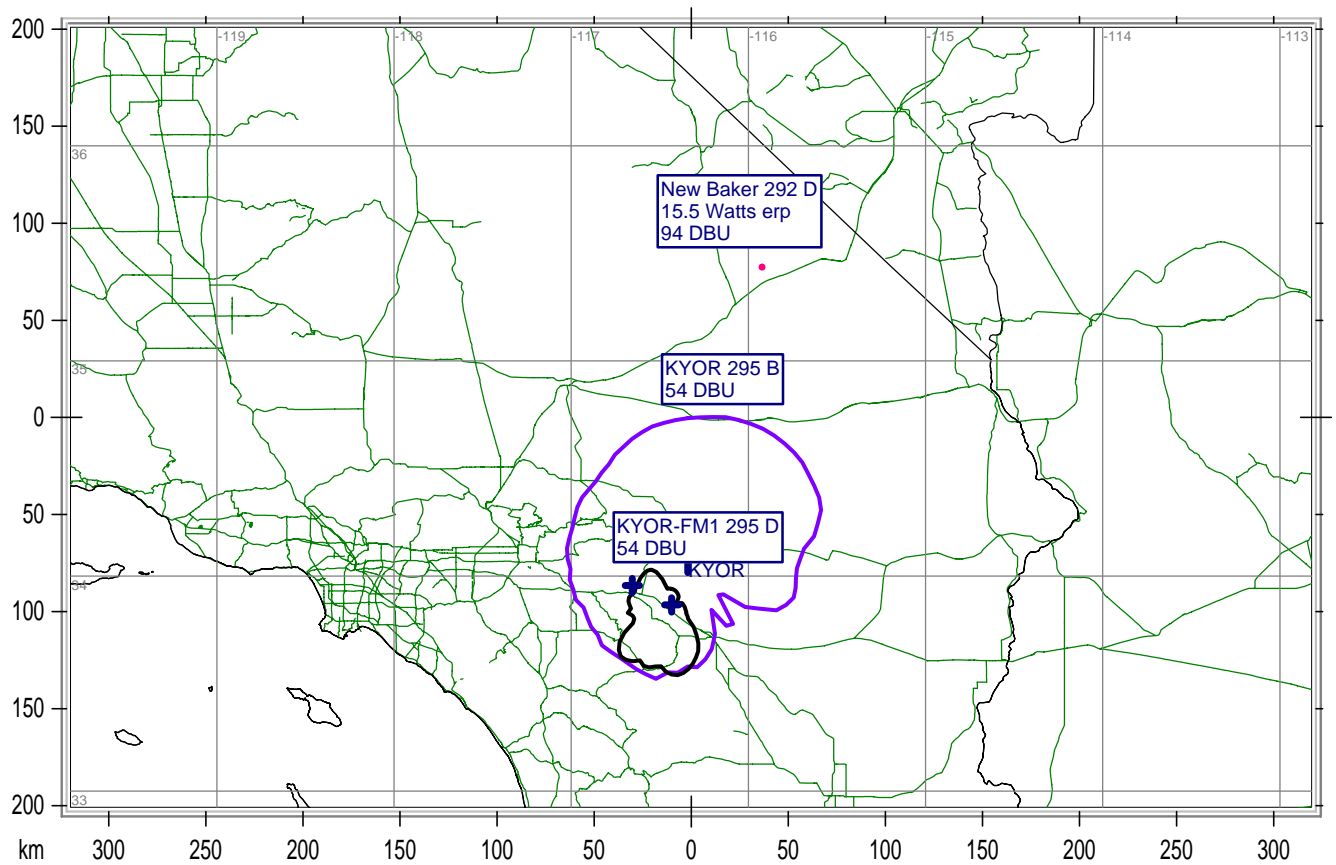 200
-119
-118
-117
-116
-115
-114
-113
150
36
New Baker 292 D
15.5 Watts erp
94 DBU
100
50
35
KYOR 295 B
54 DBU
0
50
KYOR-FM1 295 D
54 DBU
KYOR
34
100
150
33
200
km 300 250 200 150 100 50 0 50 100 150 200 250 300